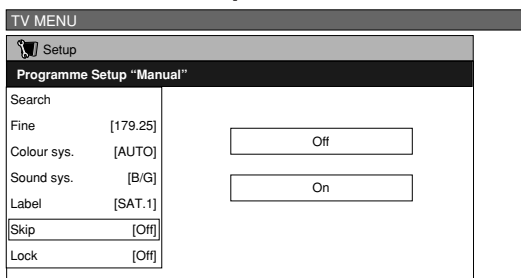 TV MENU
Setup
Programme Setup “Manual”
Search
Fine [179.25]
Colour sys. [AUTO]
Sound sys. [B/G]
Label [SAT.1]
Skip [Off]
Lock [Off]
Off
On